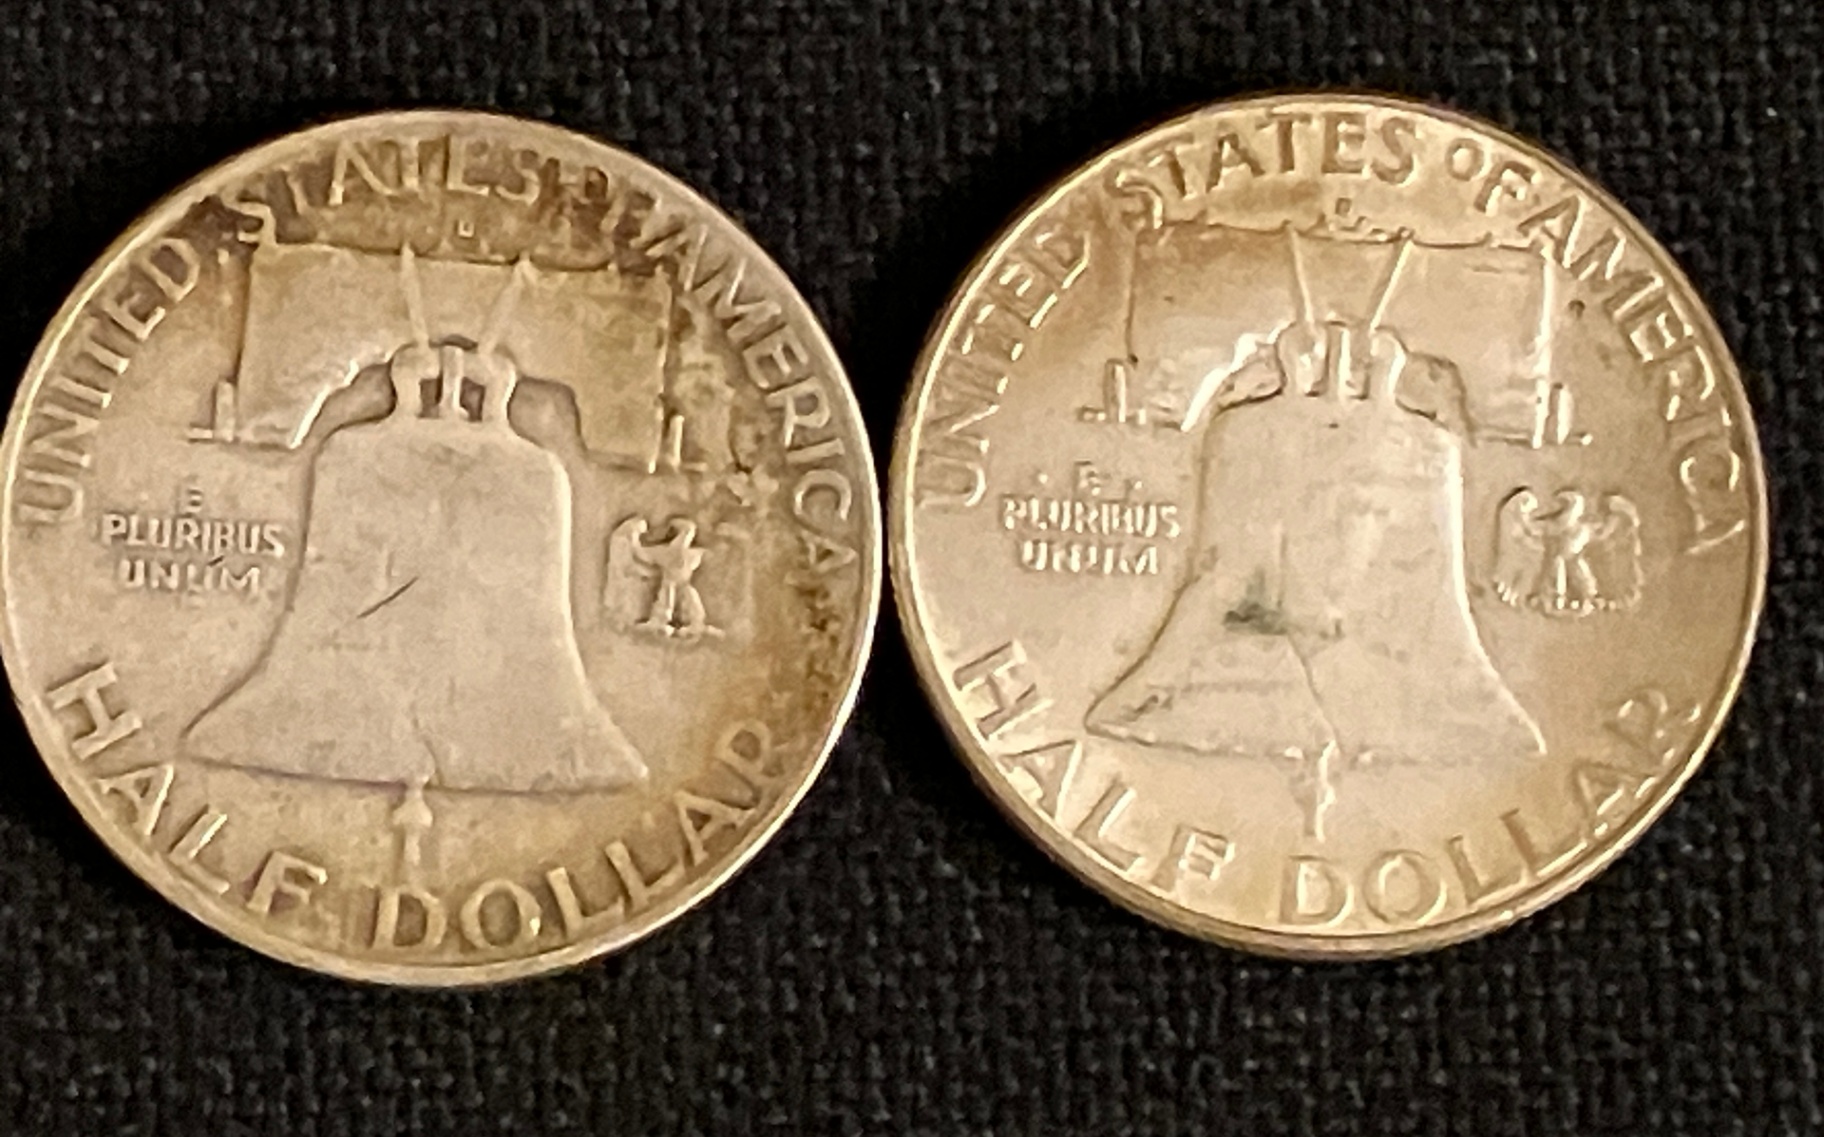 UNITED STATES OF AMERICA
E
PLURIBUS
UNUM
HALF DOLLAR
UNITED STATES OF AMERICA
E
PLURIBUS
UNUM
HALF DOLLAR